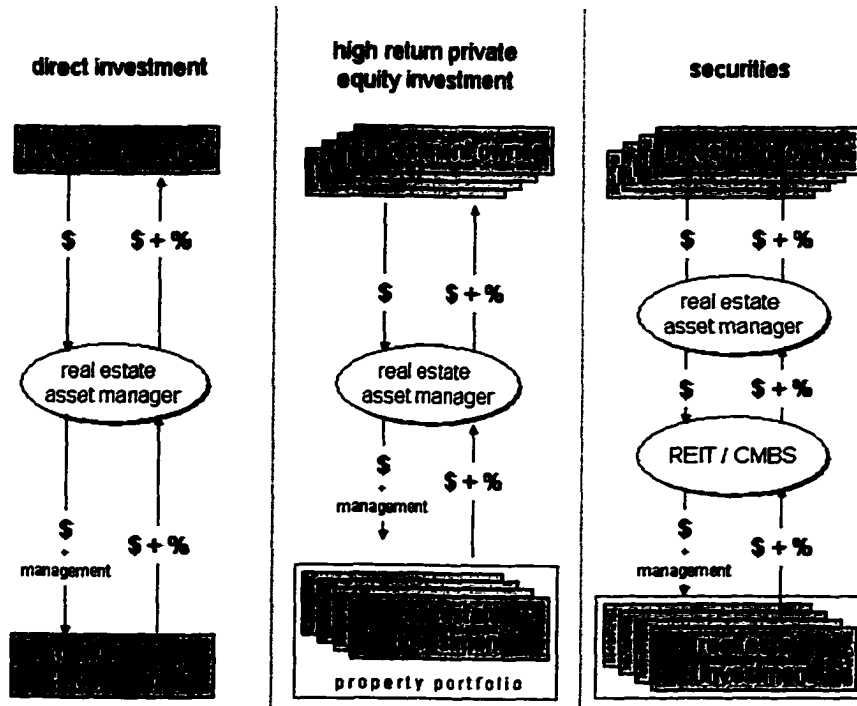 direct investment
$
$ + %
real estate
asset manager
$
+
management
$ + %
high return private
equity investment
$
$ + %
real estate
asset manager
$
+
management
$ + %
property portfolio
securities
$
$ + %
real estate
asset manager
$
$ + %
REIT / CMBS
$
+
management
$ + %